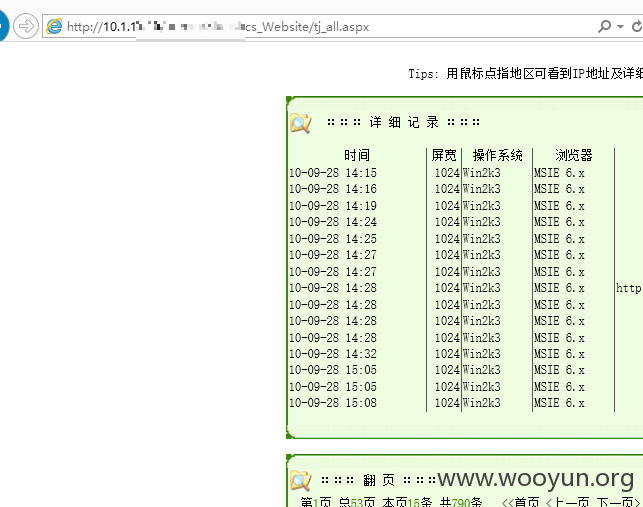 http://10.1.1 cs_Website/tj_all.aspx
Tips: 用鼠标点指地区可看到IP地址及详细
::: 详 细 记 录 :::
时间 屏宽 操作系统 浏览器
10-09-28 14:15 1024 Win2k3 MSIE 6.x
10-09-28 14:16 1024 Win2k3 MSIE 6.x
10-09-28 14:19 1024 Win2k3 MSIE 6.x
10-09-28 14:24 1024 Win2k3 MSIE 6.x
10-09-28 14:25 1024 Win2k3 MSIE 6.x
10-09-28 14:27 1024 Win2k3 MSIE 6.x
10-09-28 14:27 1024 Win2k3 MSIE 6.x
10-09-28 14:28 1024 Win2k3 MSIE 6.x http
10-09-28 14:28 1024 Win2k3 MSIE 6.x
10-09-28 14:28 1024 Win2k3 MSIE 6.x
10-09-28 14:28 1024 Win2k3 MSIE 6.x
10-09-28 14:32 1024 Win2k3 MSIE 6.x
10-09-28 15:05 1024 Win2k3 MSIE 6.x
10-09-28 15:05 1024 Win2k3 MSIE 6.x
10-09-28 15:08 1024 Win2k3 MSIE 6.x
::: 翻 页 :::
www.wooyun.org
第1页 总53页 本页15条 共790条 <<首页 <上一页 下一页>